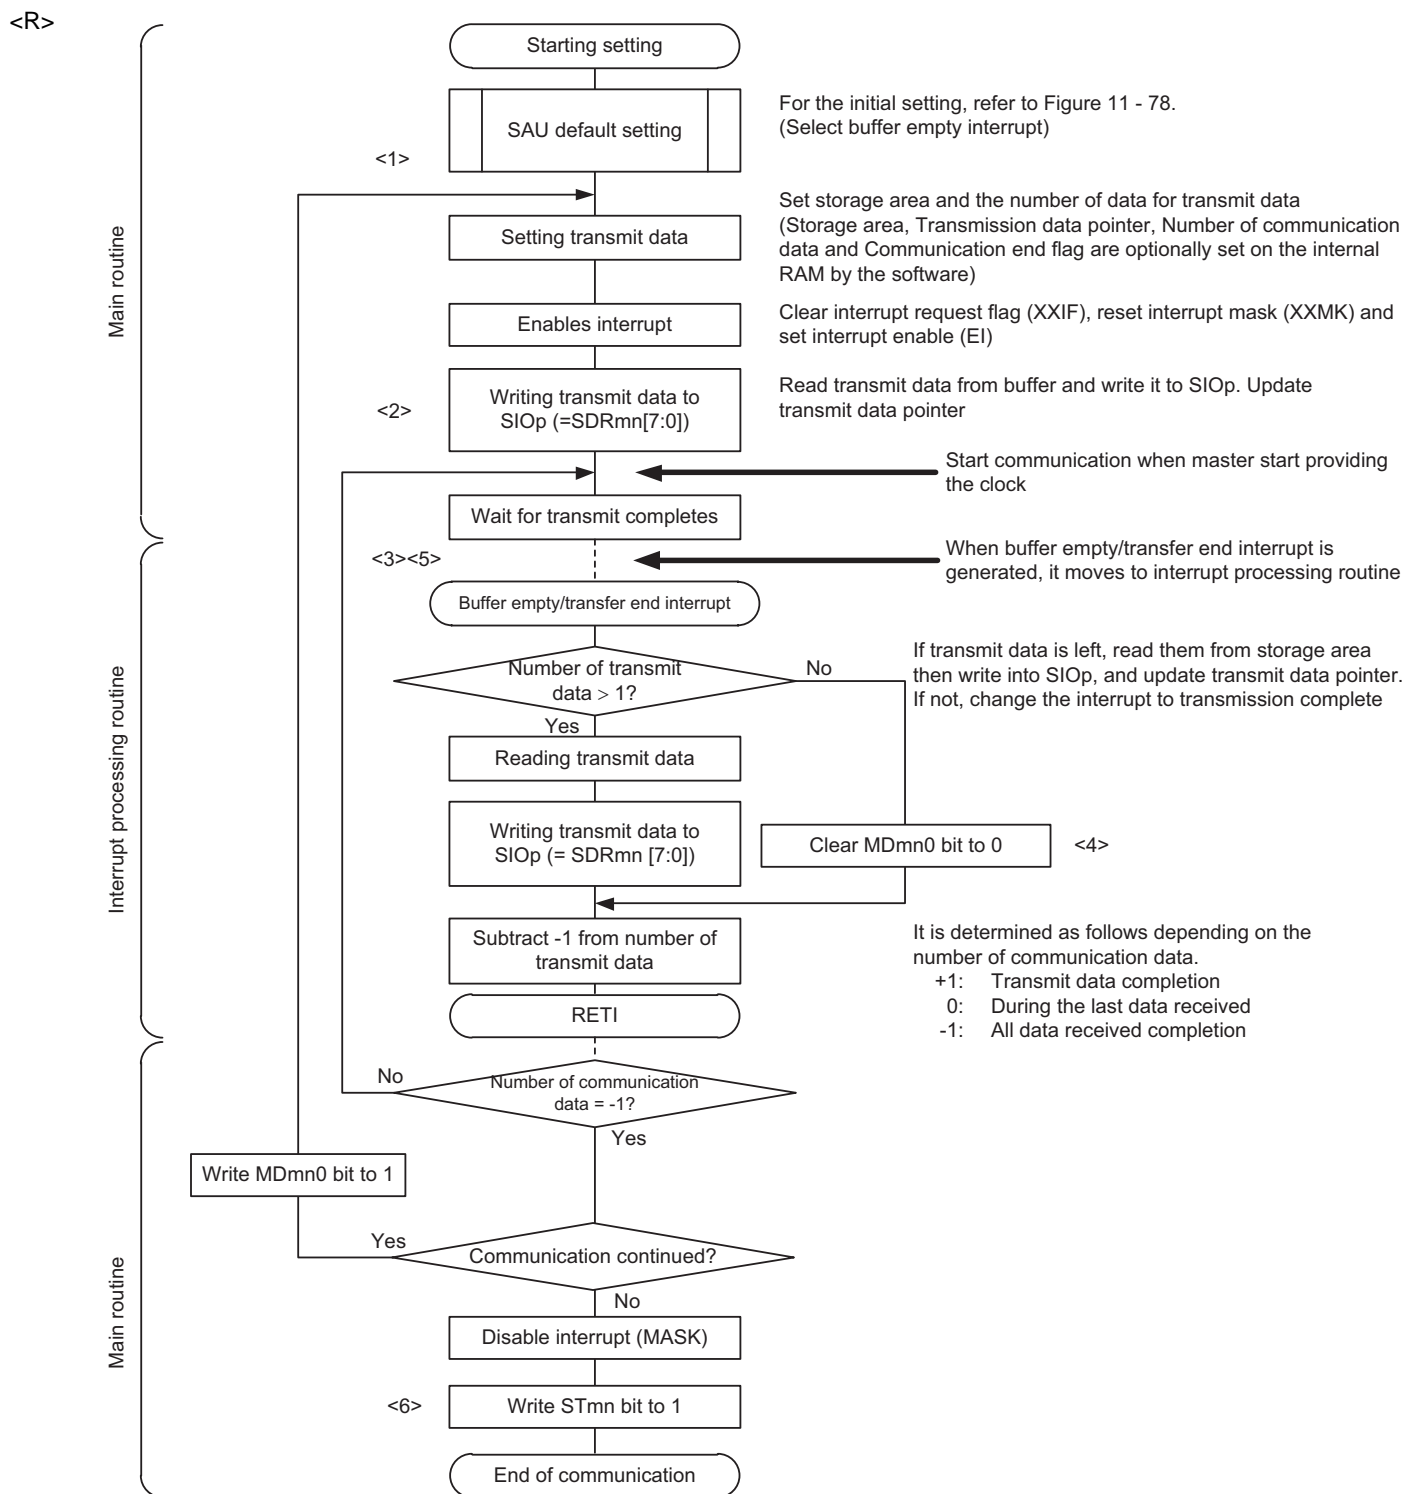 <R>
Starting setting
SAU default setting
For the initial setting, refer to Figure 11 - 78.
(Select buffer empty interrupt)
<1>
Setting transmit data
Set storage area and the number of data for transmit data
(Storage area, Transmission data pointer, Number of communication
data and Communication end flag are optionally set on the internal
RAM by the software)
Main routine
Enables interrupt
Clear interrupt request flag (XXIF), reset interrupt mask (XXMK) and
set interrupt enable (EI)
<2>
Writing transmit data to
SIOp (=SDRmn[7:0])
Read transmit data from buffer and write it to SIOp. Update
transmit data pointer
Start communication when master start providing
the clock
Wait for transmit completes
<3><5>
When buffer empty/transfer end interrupt is
generated, it moves to interrupt processing routine
Buffer empty/transfer end interrupt
Number of transmit
data > 1?
No
Yes
If transmit data is left, read them from storage area
then write into SIOp, and update transmit data pointer.
If not, change the interrupt to transmission complete
Interrupt processing routine
Reading transmit data
Writing transmit data to
SIOp (= SDRmn [7:0])
Clear MDmn0 bit to 0
<4>
Subtract -1 from number of
transmit data
It is determined as follows depending on the
number of communication data.
+1: Transmit data completion
0: During the last data received
-1: All data received completion
RETI
No
Number of communication
data = -1?
Yes
Write MDmn0 bit to 1
Yes
Communication continued?
No
Main routine
Disable interrupt (MASK)
<6>
Write STmn bit to 1
End of communication